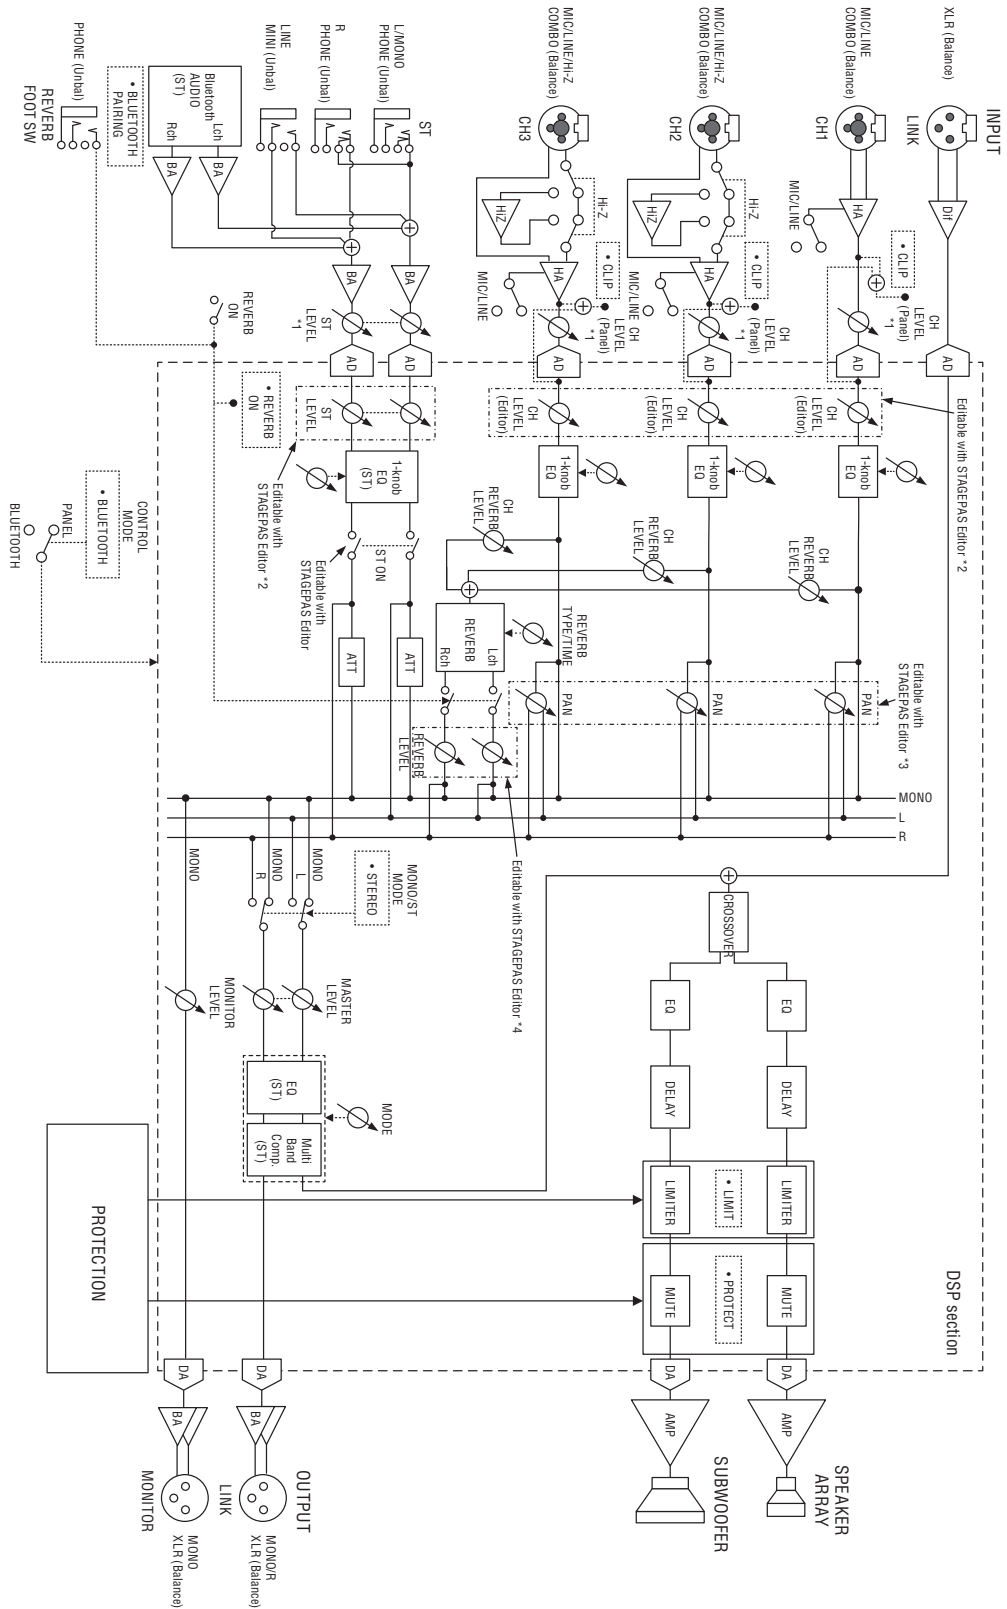 INPUT
LINK
XLR (Balance)
Dif
AD
CH1
MIC/LINE
COMBO (Balance)
HA
MIC/LINE
• CLIP
CH
LEVEL
(Panel)
*1
AD
CH
LEVEL
(Editor)
1-knob
EQ
CH
REVERB
LEVEL
PAN
CH2
MIC/LINE/Hi-Z
COMBO (Balance)
Hi-Z
HiZ
HA
MIC/LINE
• CLIP
CH
LEVEL
(Panel)
*1
AD
CH
LEVEL
(Editor)
1-knob
EQ
CH
REVERB
LEVEL
PAN
CH3
MIC/LINE/Hi-Z
COMBO (Balance)
Hi-Z
HiZ
HA
MIC/LINE
• CLIP
CH
LEVEL
(Panel)
*1
AD
CH
LEVEL
(Editor)
1-knob
EQ
CH
REVERB
LEVEL
PAN
Editable with STAGEPAS Editor *2
Editable with
STAGEPAS Editor *3
REVERB
TYPE/TIME
REVERB
Lch
Rch
REVERB
LEVEL
Editable with STAGEPAS Editor *4
ST
L/MONO
PHONE (Unbal)
R
PHONE (Unbal)
LINE
MINI (Unbal)
Bluetooth
AUDIO
(ST)
Lch
Rch
BA
BA
• BLUETOOTH
PAIRING
BA
BA
ST
LEVEL
*1
AD
AD
ST
LEVEL
1-knob
EQ
(ST)
Editable with
STAGEPAS Editor *2
ST ON
Editable with
STAGEPAS Editor
ATT
ATT
PHONE (Unbal)
REVERB
FOOT SW
REVERB
ON
• REVERB
ON
CONTROL
MODE
• BLUETOOTH
PANEL
BLUETOOTH
MONO
L
R
MONO
L
MONO
R
MONO
MONO/ST
MODE
• STEREO
MASTER
LEVEL
MONITOR
LEVEL
EQ
(ST)
Multi
Band
Comp.
(ST)
MODE
CROSSOVER
EQ
DELAY
LIMITER
MUTE
DA
AMP
SPEAKER
ARRAY
EQ
DELAY
LIMITER
MUTE
DA
AMP
SUBWOOFER
• LIMIT
• PROTECT
DSP section
PROTECTION
DA
BA
OUTPUT
LINK
MONO/R
XLR (Balance)
DA
BA
MONITOR
MONO
XLR (Balance)